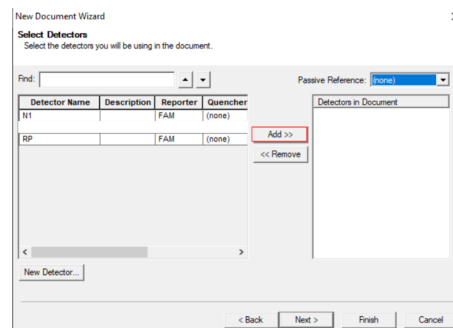 New Document Wizard
Select Detectors
Select the detectors you will be using in the document.
Find:
Passive Reference: (none)
Detector Name Description Reporter Quencher
N1 FAM (none)
RP FAM (none)
Detectors in Document
Add >>
<< Remove
New Detector...
< Back Next > Finish Cancel